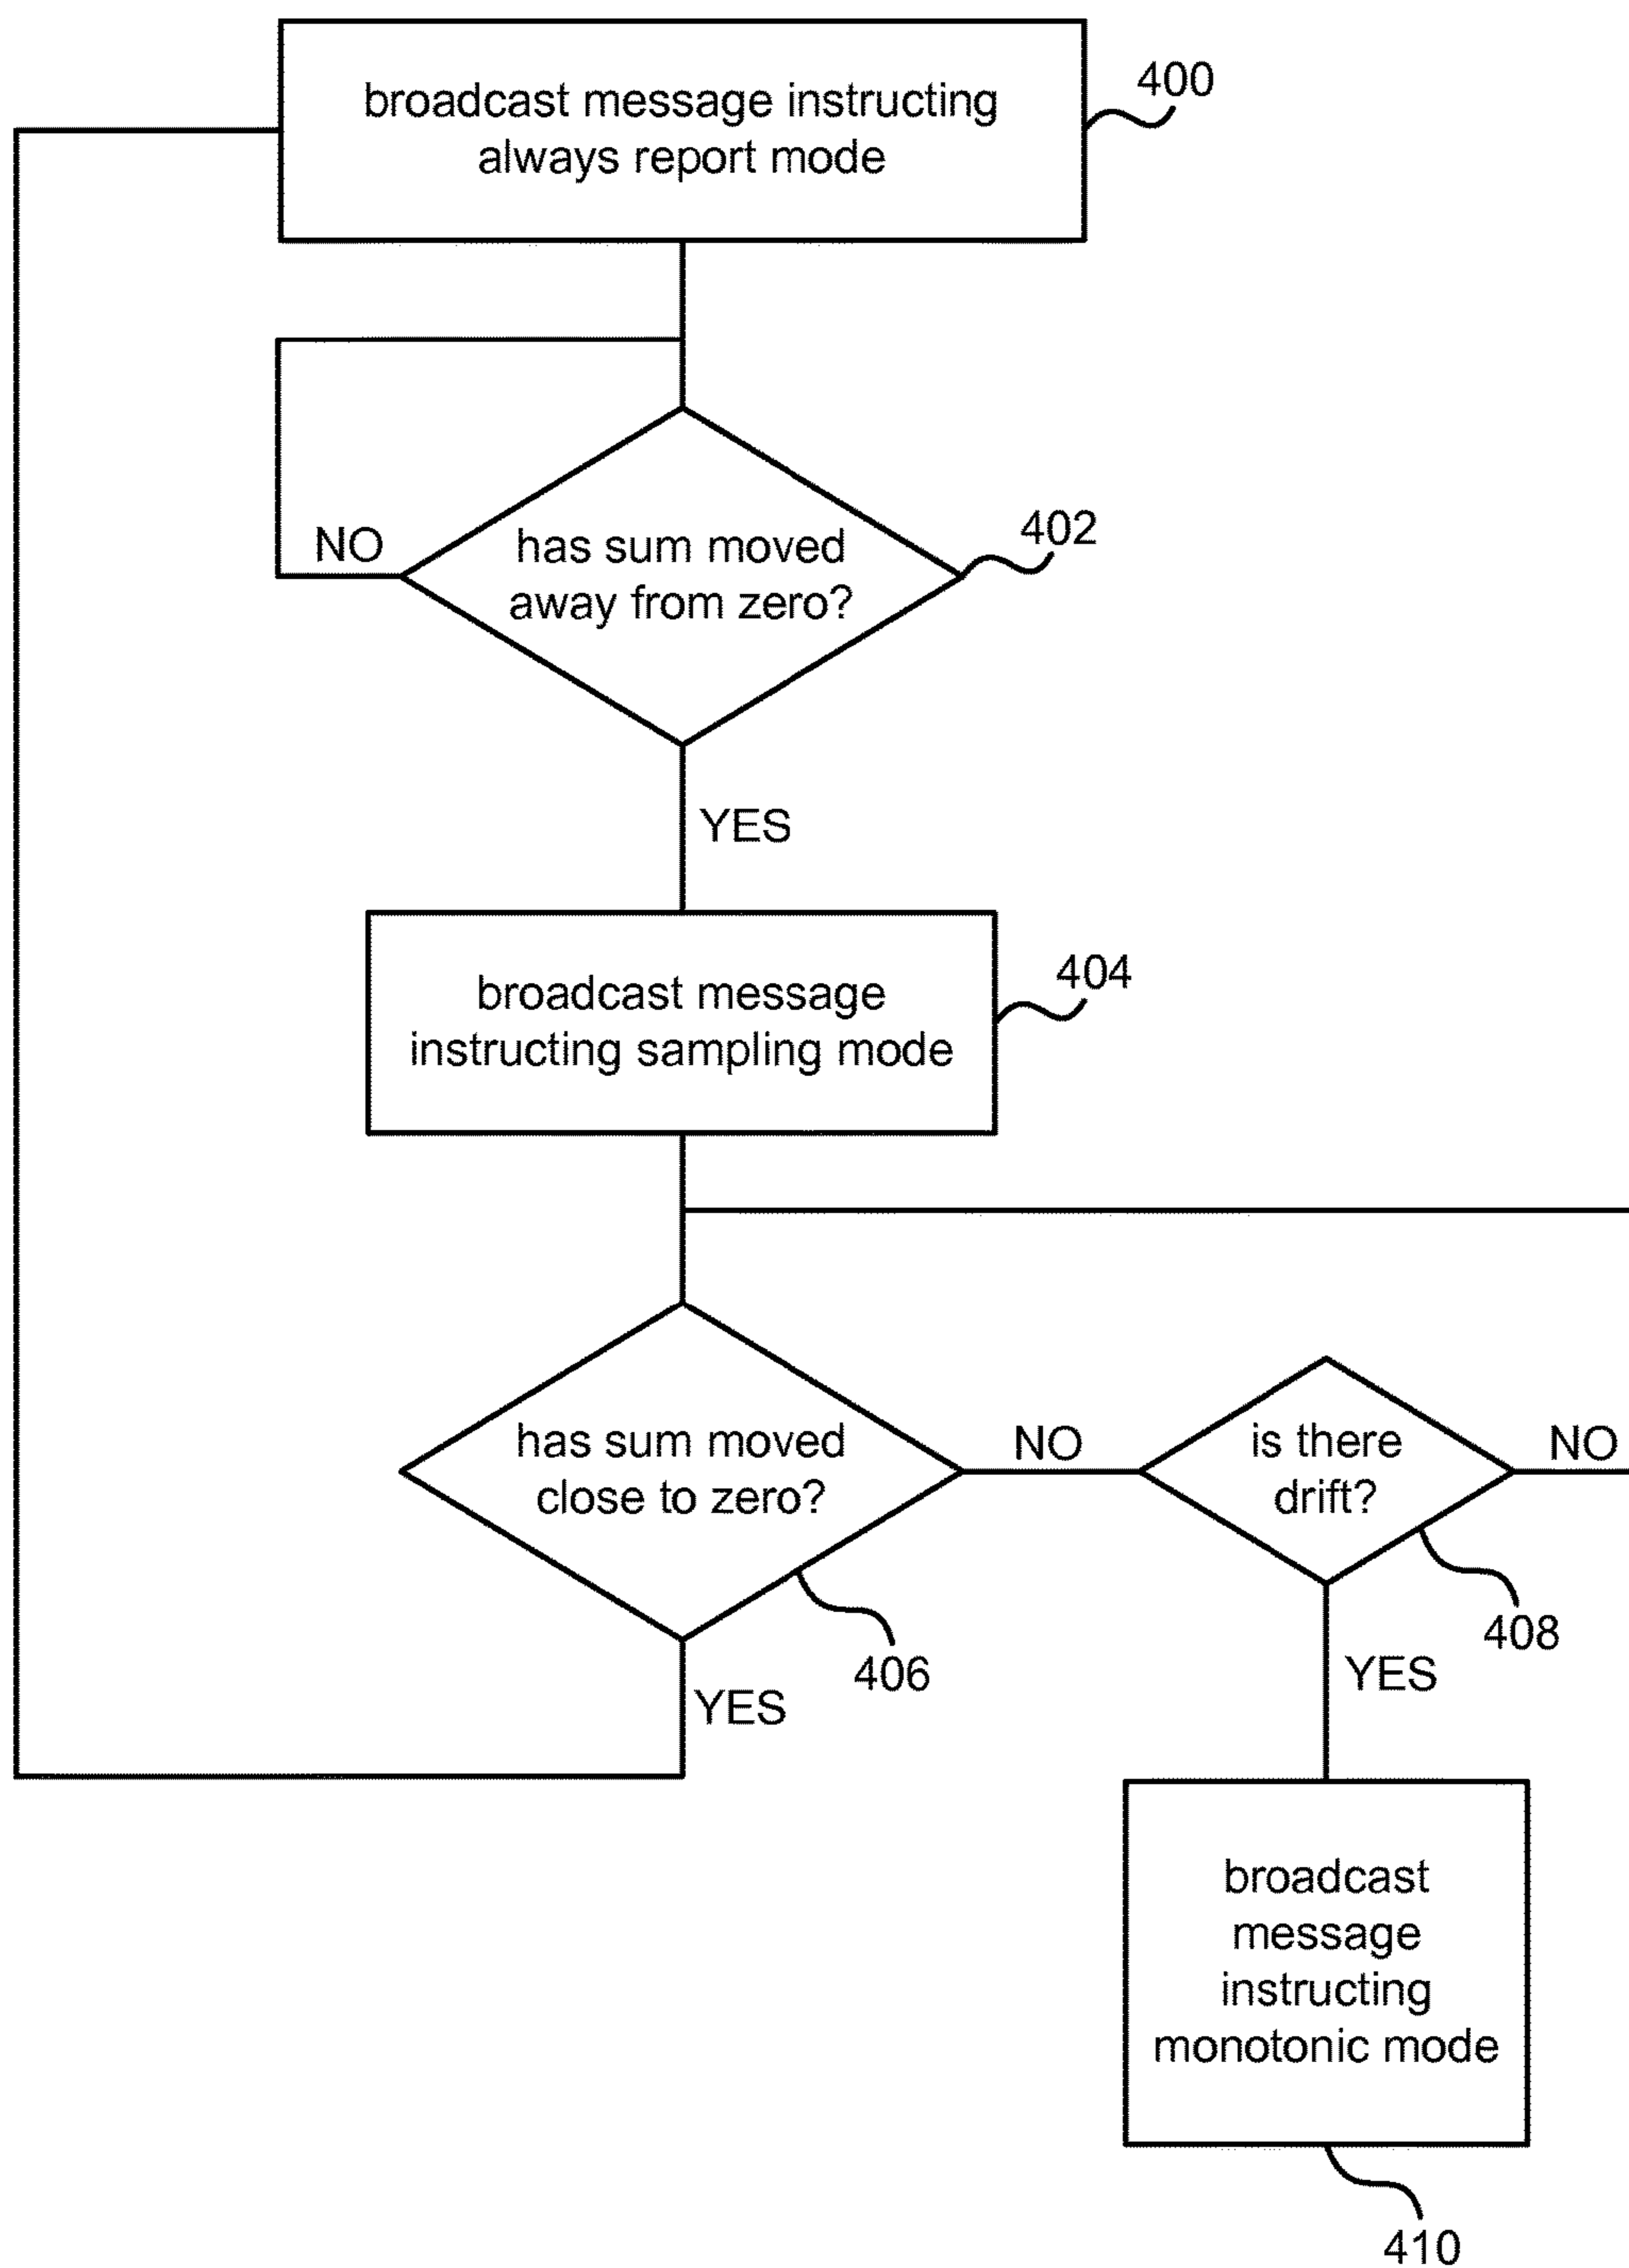 broadcast message instructing
always report mode
400
NO
has sum moved
away from zero?
402
YES
broadcast message
instructing sampling mode
404
has sum moved
close to zero?
NO
is there
drift?
NO
406
408
YES
YES
broadcast
message
instructing
monotonic mode
410